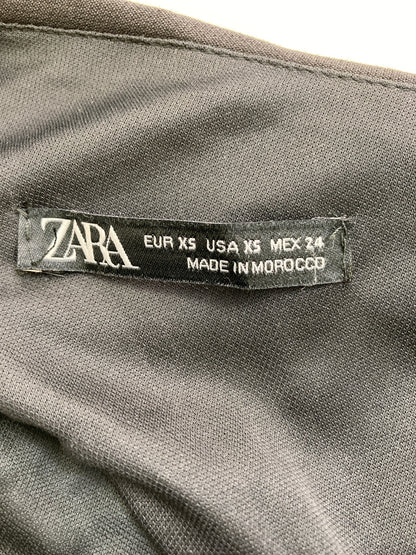 ZARA
EUR XS USA XS MEX 24
MADE IN MOROCCO